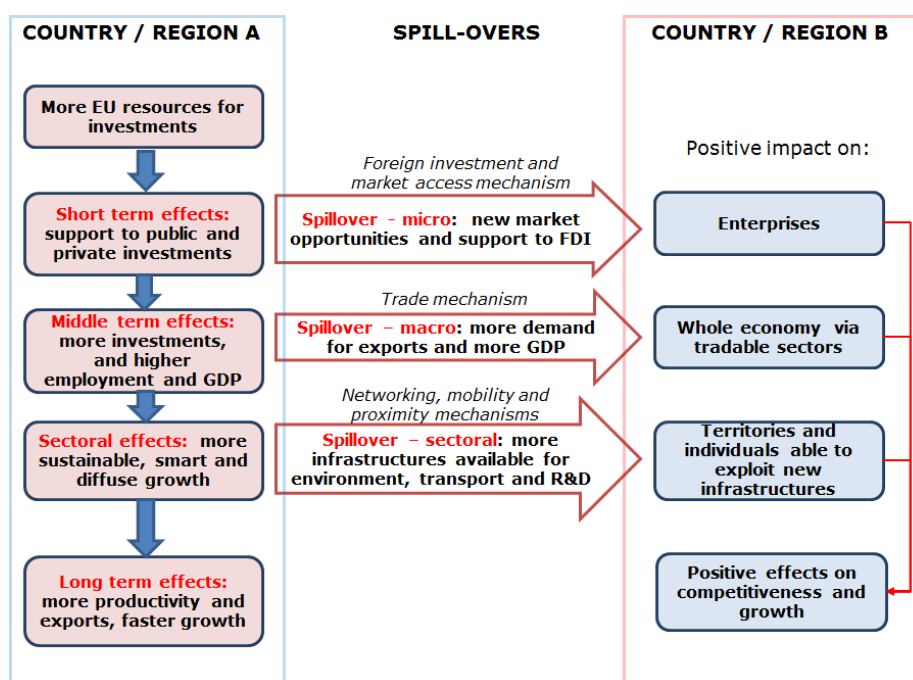 COUNTRY / REGION A
SPILL-OVERS
COUNTRY / REGION B
More EU resources for
investments
Short term effects:
support to public and
private investments
Middle term effects:
more investments,
and higher
employment and GDP
Sectoral effects: more
sustainable, smart and
diffuse growth
Long term effects:
more productivity and
exports, faster growth
Foreign investment and
market access mechanism
Spillover - micro: new market
opportunities and support to FDI
Trade mechanism
Spillover – macro: more demand
for exports and more GDP
Networking, mobility and
proximity mechanisms
Spillover – sectoral: more
infrastructures available for
environment, transport and R&D
Positive impact on:
Enterprises
Whole economy via
tradable sectors
Territories and
individuals able to
exploit new
infrastructures
Positive effects on
competitiveness and
growth